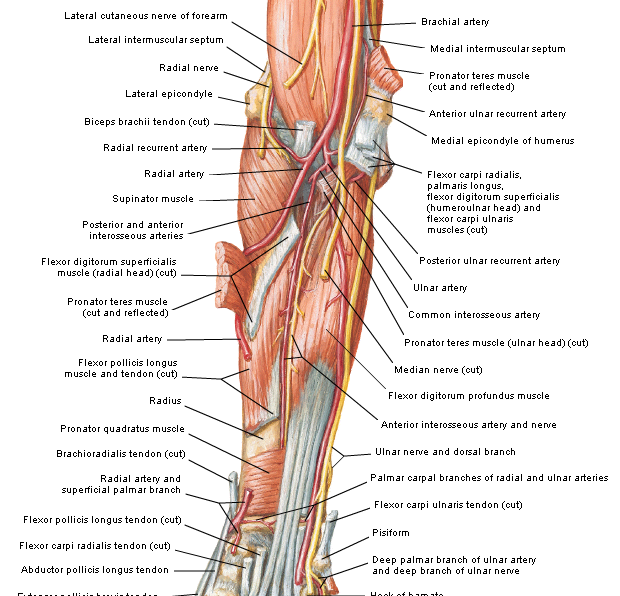 Lateral cutaneous nerve of forearm
Lateral intermuscular septum
Radial nerve
Lateral epicondyle
Biceps brachii tendon (cut)
Radial recurrent artery
Radial artery
Supinator muscle
Posterior and anterior
interosseous arteries
Flexor digitorum superficialis
muscle (radial head) (cut)
Pronator teres muscle
(cut and reflected)
Radial artery
Flexor pollicis longus
muscle and tendon (cut)
Radius
Pronator quadratus muscle
Brachioradialis tendon (cut)
Radial artery and
superficial palmar branch
Flexor pollicis longus tendon (cut)
Flexor carpi radialis tendon (cut)
Abductor pollicis longus tendon
Extensor pollicis brevis tendon
Brachial artery
Medial intermuscular septum
Pronator teres muscle
(cut and reflected)
Anterior ulnar recurrent artery
Medial epicondyle of humerus
Flexor carpi radialis,
palmaris longus,
flexor digitorum superficialis
(humeroulnar head) and
flexor carpi ulnaris
muscles (cut)
Posterior ulnar recurrent artery
Ulnar artery
Common interosseous artery
Pronator teres muscle (ulnar head) (cut)
Median nerve (cut)
Flexor digitorum profundus muscle
Anterior interosseous artery and nerve
Ulnar nerve and dorsal branch
Palmar carpal branches of radial and ulnar arteries
Flexor carpi ulnaris tendon (cut)
Pisiform
Deep palmar branch of ulnar artery
and deep branch of ulnar nerve
Hook of hamate